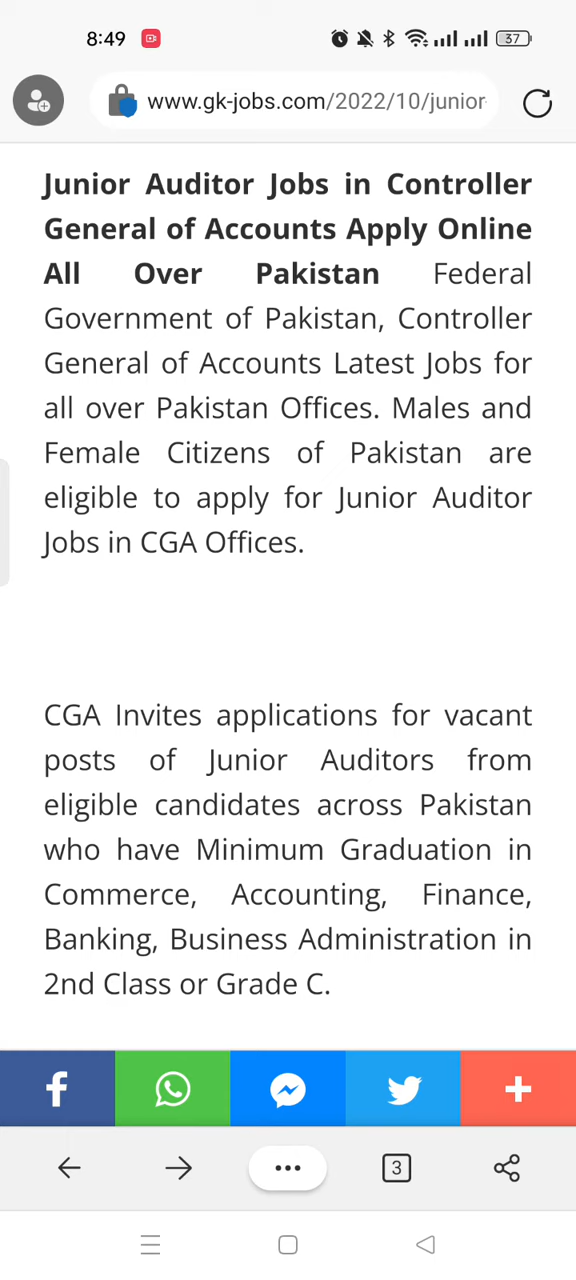 8:49
37
www.gk-jobs.com/2022/10/junior
Junior Auditor Jobs in Controller
General of Accounts Apply Online
All Over Pakistan Federal
Government of Pakistan, Controller
General of Accounts Latest Jobs for
all over Pakistan Offices. Males and
Female Citizens of Pakistan are
eligible to apply for Junior Auditor
Jobs in CGA Offices.
CGA Invites applications for vacant
posts of Junior Auditors from
eligible candidates across Pakistan
who have Minimum Graduation in
Commerce, Accounting, Finance,
Banking, Business Administration in
2nd Class or Grade C.
3